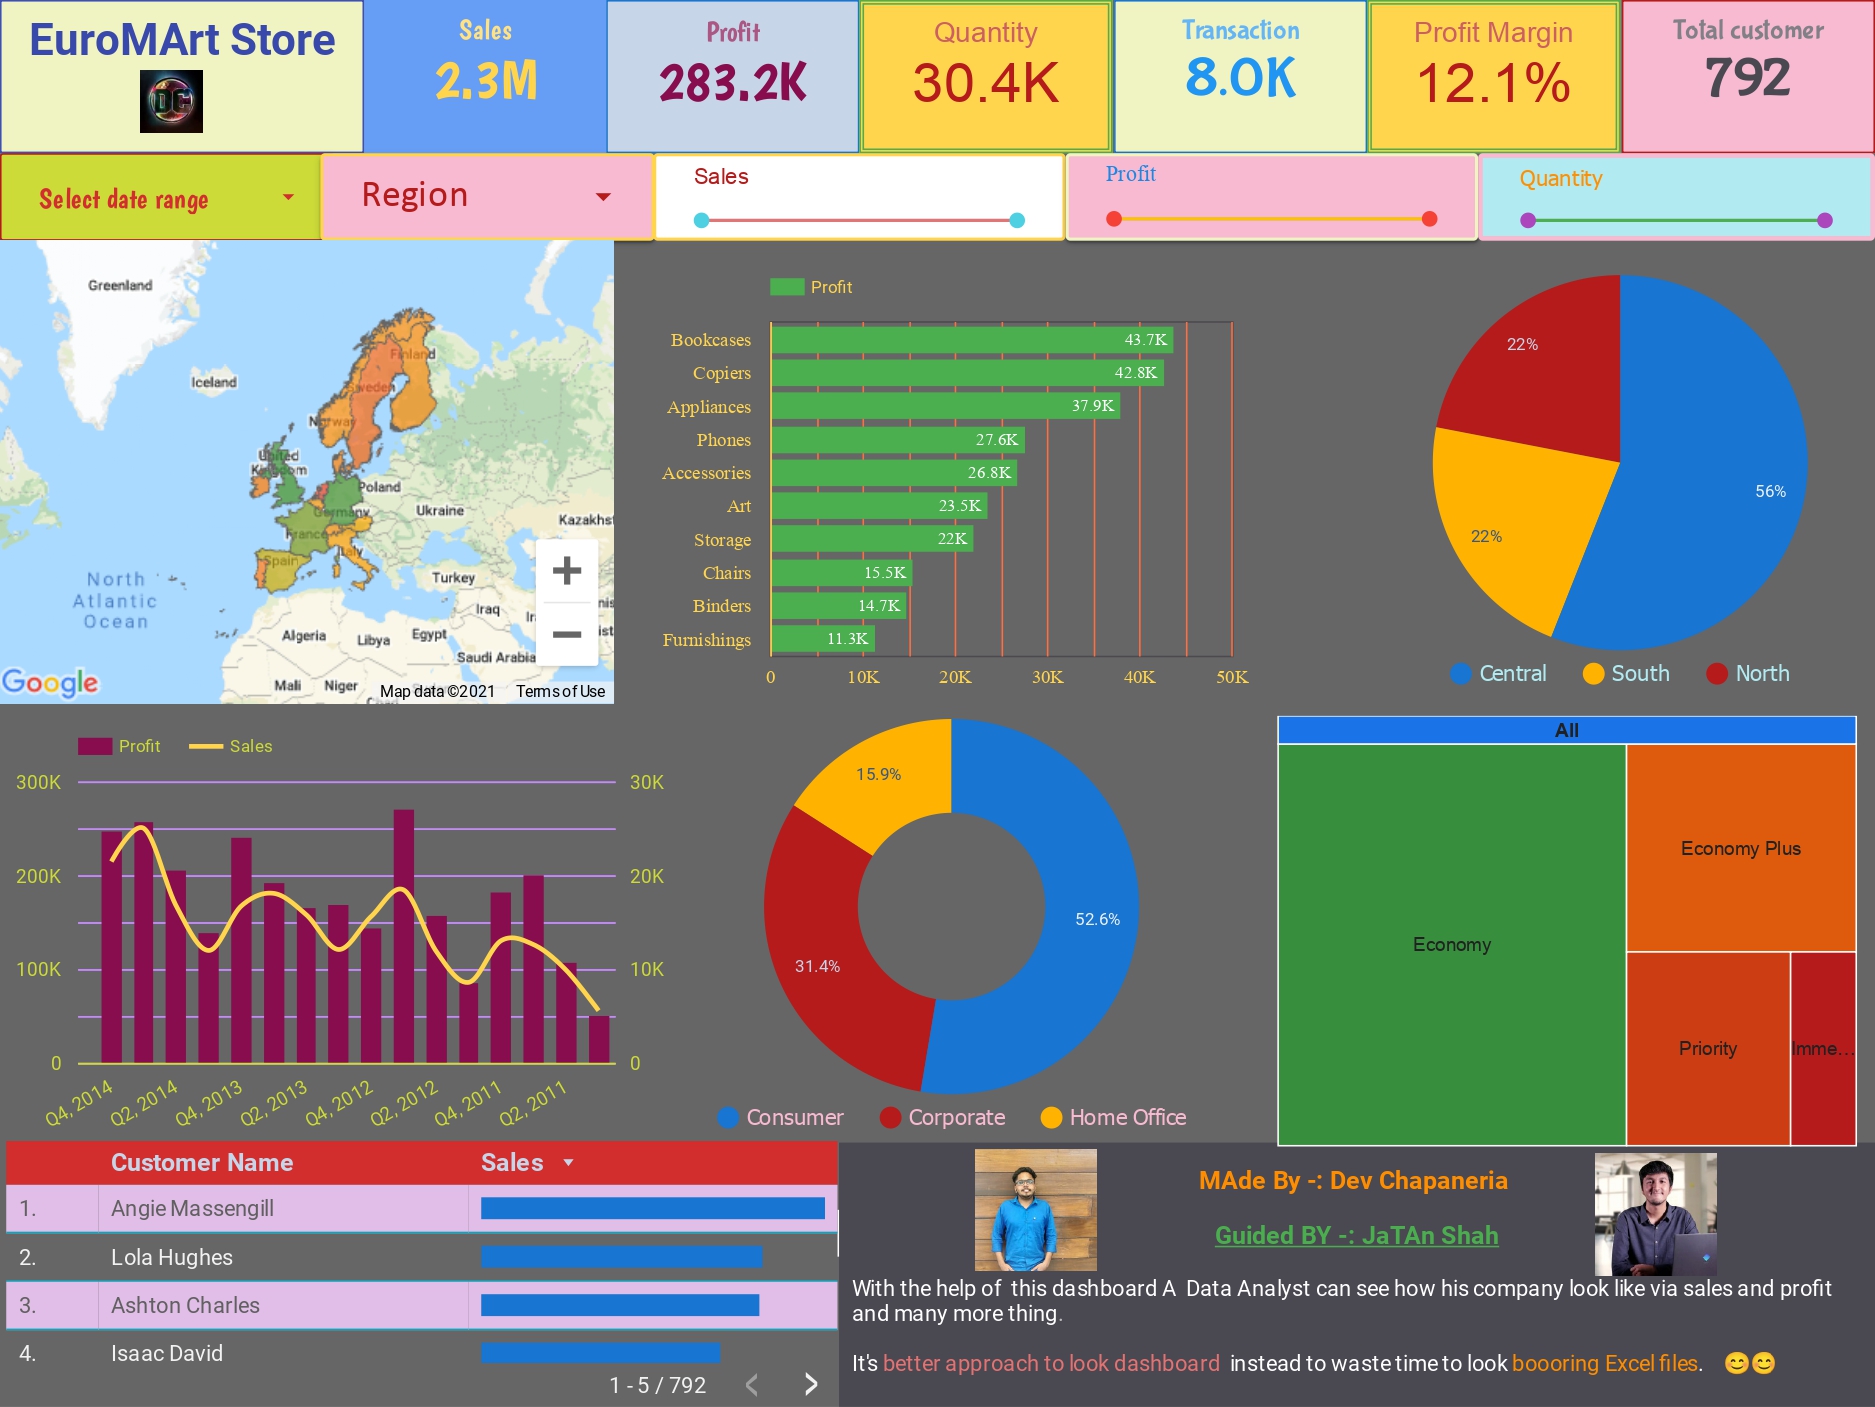 EuroMArt Store
DC
Sales
2.3M
Profit
283.2K
Quantity
30.4K
Transaction
8.0K
Profit Margin
12.1%
Total customer
792
Select date range
Region
Sales
Profit
Quantity
Greenland
Iceland
Finland
Sweden
Norway
United
Kingdom
Poland
Germany
Ukraine
Kazakhst
France
Italy
Spain
Turkey
North
Atlantic
Ocean
Iraq
Algeria
Libya
Egypt
Saudi Arabia
Mali
Niger
Google
Map data ©2021
Terms of Use
Profit
Bookcases
43.7K
Copiers
42.8K
Appliances
37.9K
Phones
27.6K
Accessories
26.8K
Art
23.5K
Storage
22K
Chairs
15.5K
Binders
14.7K
Furnishings
11.3K
0 10K 20K 30K 40K 50K
22%
56%
22%
Central South North
Profit Sales
300K 30K
200K 20K
100K 10K
0 0
Q4, 2014 Q2, 2014 Q4, 2013 Q2, 2013 Q4, 2012 Q2, 2012 Q4, 2011 Q2, 2011
15.9%
52.6%
31.4%
Consumer Corporate Home Office
All
Economy
Economy Plus
Priority
Imme...
Customer Name Sales
1. Angie Massengill
2. Lola Hughes
3. Ashton Charles
4. Isaac David
1 - 5 / 792
MAde By -: Dev Chapaneria
Guided BY -: JaTAn Shah
With the help of this dashboard A Data Analyst can see how his company look like via sales and profit
and many more thing.
It's better approach to look dashboard instead to waste time to look boooring Excel files. 😊😊